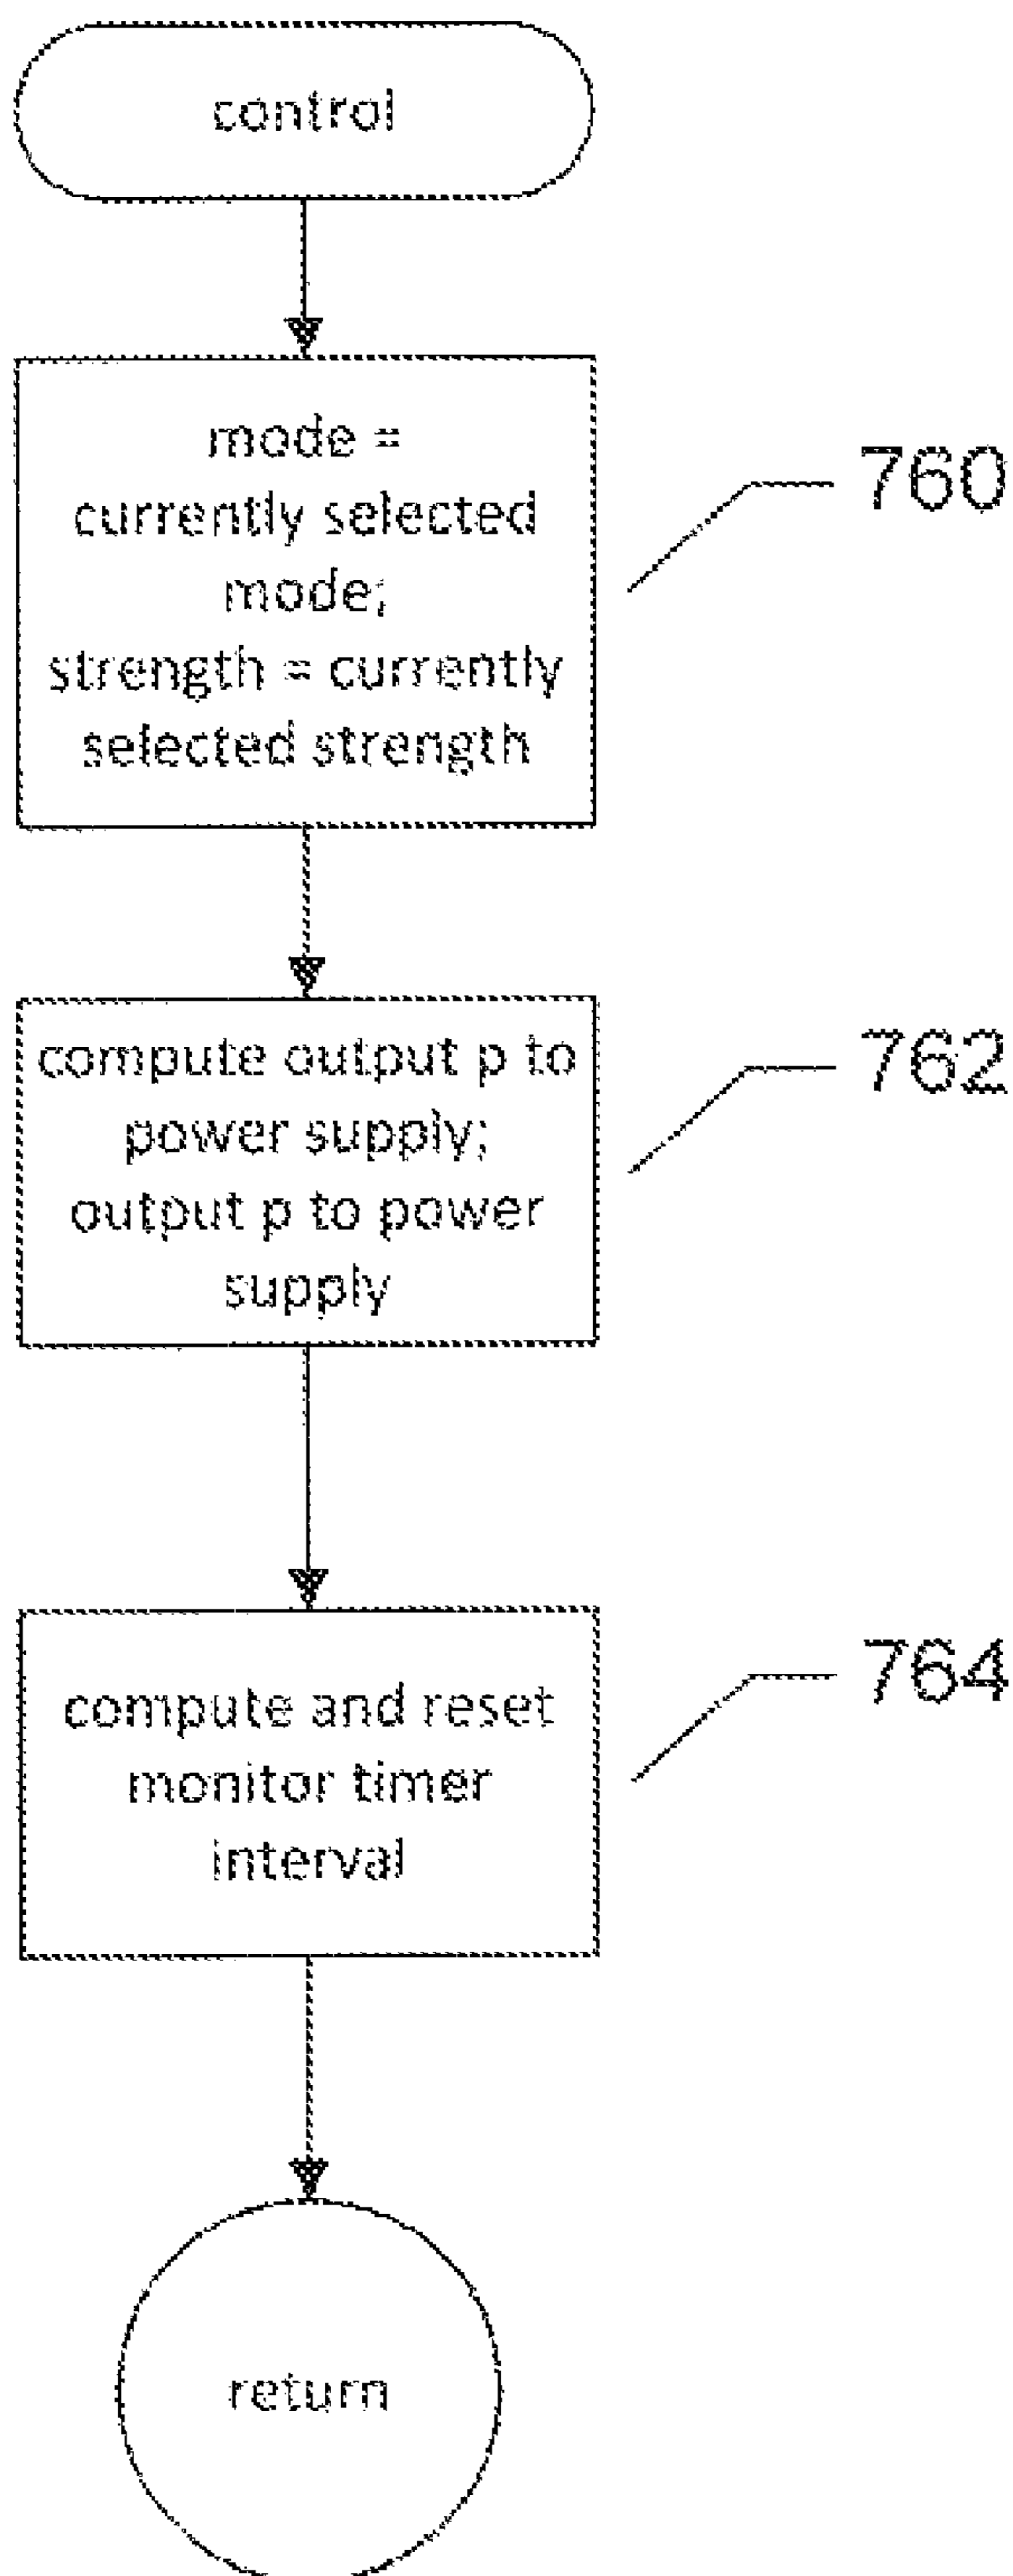 control
mode =
currently selected
mode;
strength = currently
selected strength
760
compute output p to
power supply;
output p to power
supply
762
compute and reset
monitor timer
interval
764
return